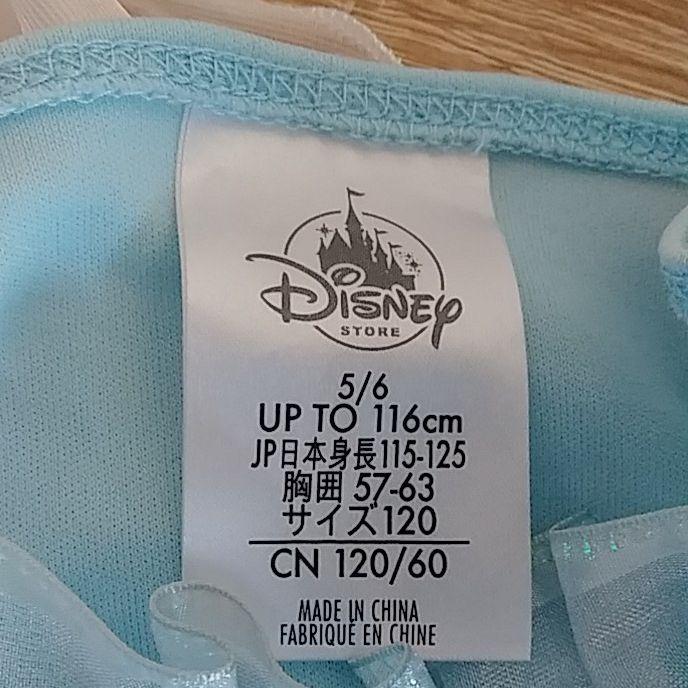 DISNEY
STORE
5/6
UP TO 116cm
JP日本身長115-125
胸囲 57-63
サイズ120
CN 120/60
MADE IN CHINA
FABRIQUÉ EN CHINE